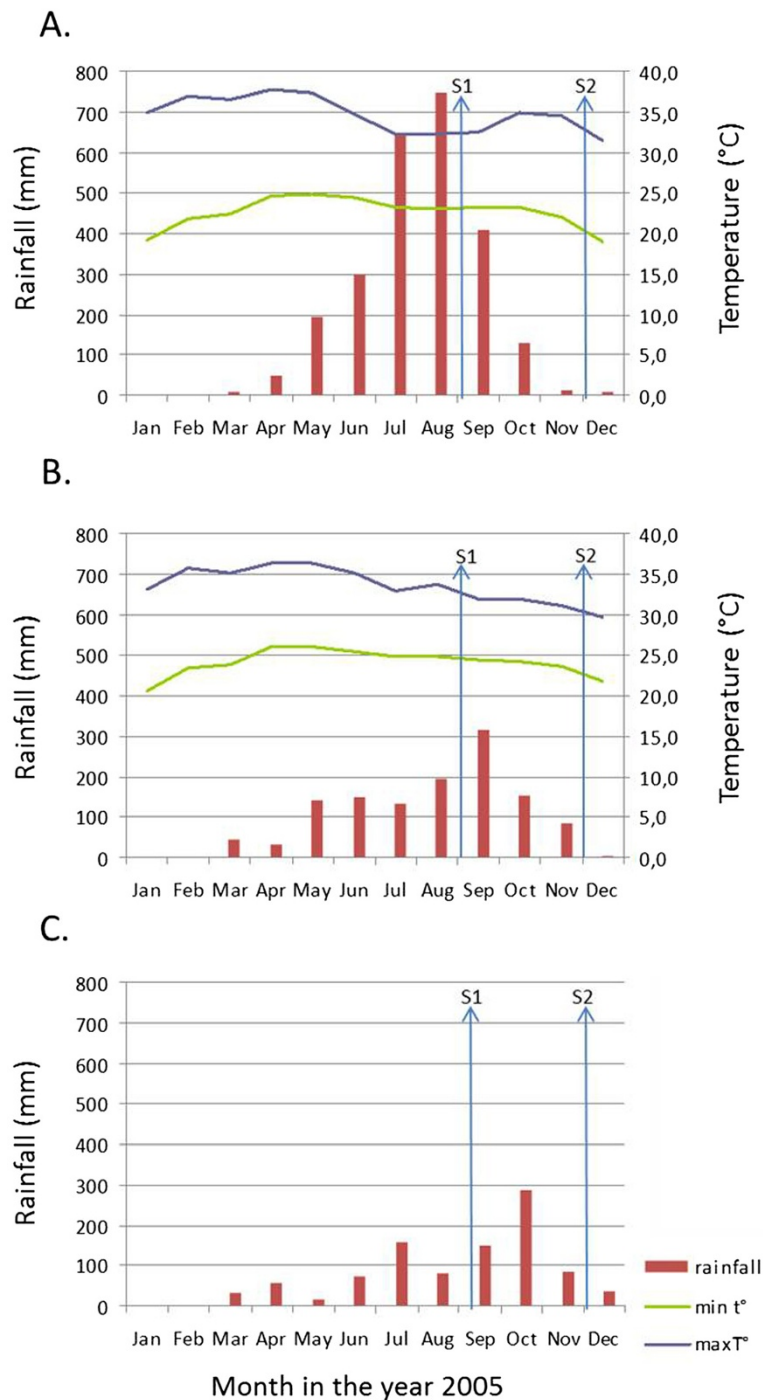 A.
S1 S2
800 40,0
700 35,0
600 30,0
500 25,0
400 20,0
300 15,0
200 10,0
100 5,0
0 0,0
Rainfall (mm)
Temperature (°C)
Jan Feb Mar Apr May Jun Jul Aug Sep Oct Nov Dec
B.
S1 S2
800 40,0
700 35,0
600 30,0
500 25,0
400 20,0
300 15,0
200 10,0
100 5,0
0 0,0
Rainfall (mm)
Temperature (°C)
Jan Feb Mar Apr May Jun Jul Aug Sep Oct Nov Dec
C.
S1 S2
800
700
600
500
400
300
200
100
0
Rainfall (mm)
Jan Feb Mar Apr May Jun Jul Aug Sep Oct Nov Dec
rainfall
min t°
maxT°
Month in the year 2005